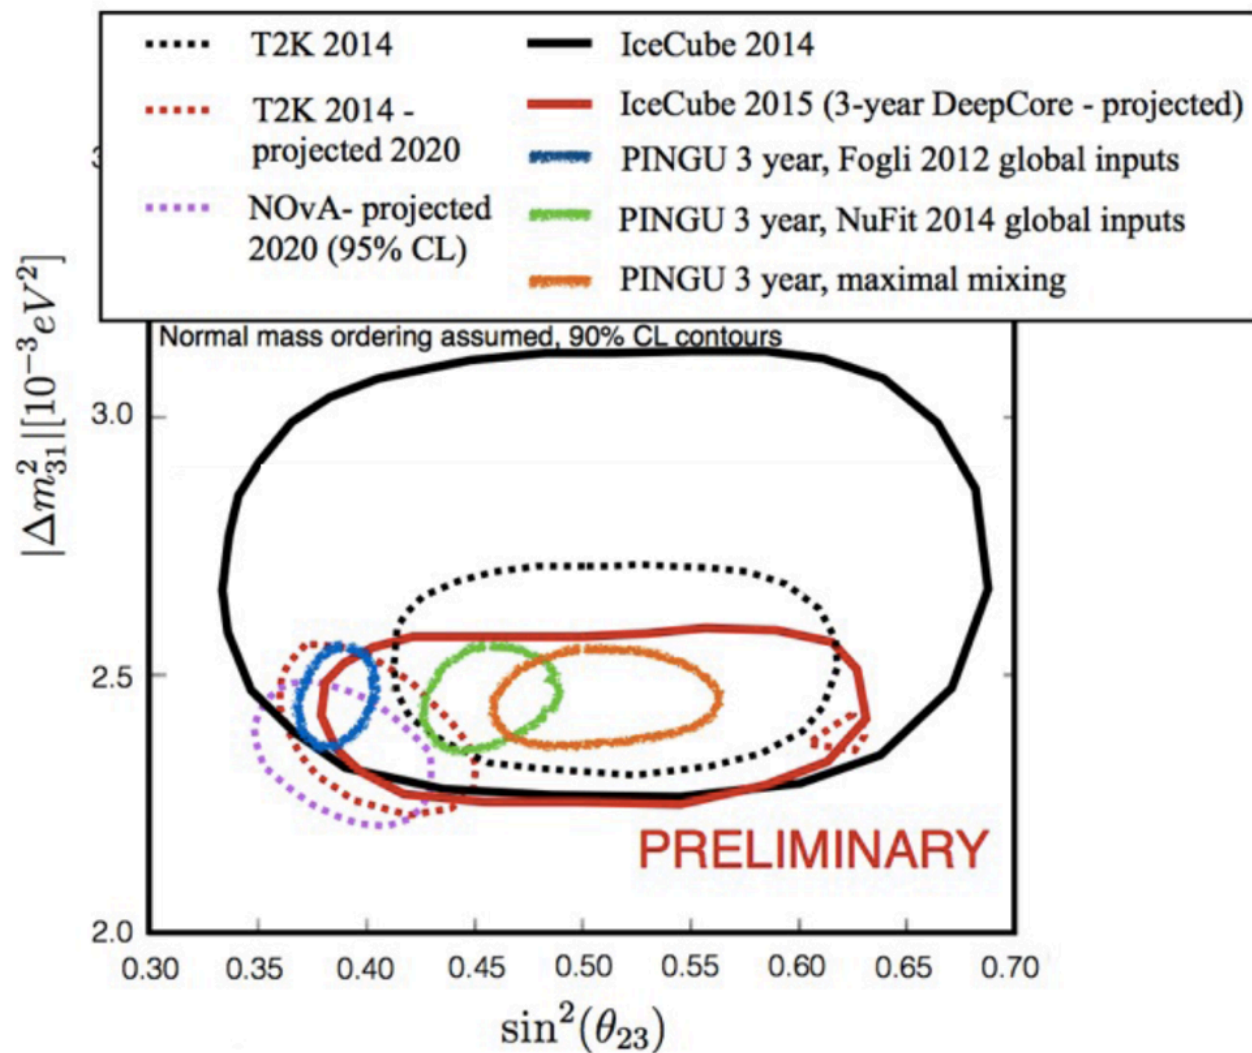 T2K 2014
T2K 2014 -
projected 2020
NOvA- projected
2020 (95% CL)
IceCube 2014
IceCube 2015 (3-year DeepCore - projected)
PINGU 3 year, Fogli 2012 global inputs
PINGU 3 year, NuFit 2014 global inputs
PINGU 3 year, maximal mixing
Normal mass ordering assumed, 90% CL contours
|Δm²₃₁|[10⁻³eV²]
3.0
2.5
2.0
PRELIMINARY
0.30 0.35 0.40 0.45 0.50 0.55 0.60 0.65 0.70
sin²(θ₂₃)